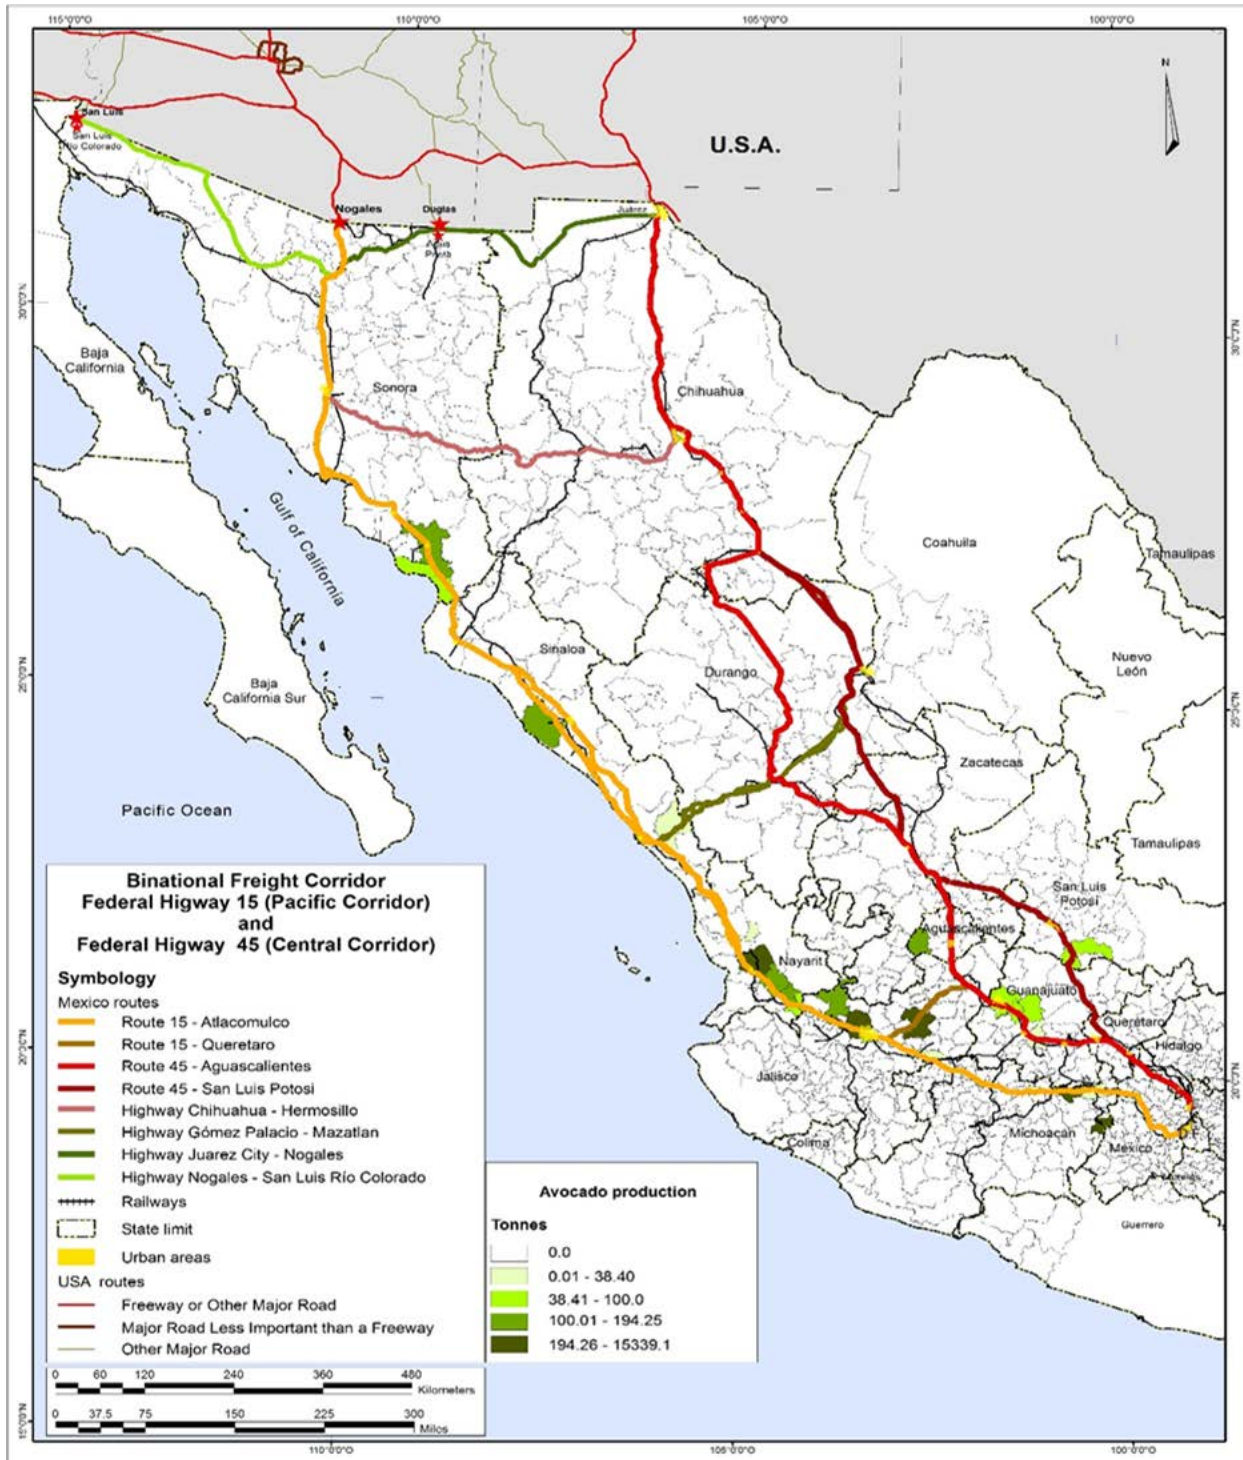 115°0'0"O
110°0'0"O
105°0'0"O
100°0'0"O
N
U.S.A.
San Luis
San Luis
Río Colorado
Nogales
Duglas
Agua
Prieta
Juárez
30°0'0"N
Baja
California
Sonora
Chihuahua
Gulf of California
Coahuila
Tamaulipas
Sinaloa
Durango
Nuevo
León
Baja
California Sur
25°0'0"N
Zacatecas
Pacific Ocean
Tamaulipas
San Luis
Potosí
Aguascalientes
Nayarit
Guanajuato
Querétaro
Hidalgo
20°0'0"N
Jalisco
Colima
Michoacán
México
D.F.
Guerrero
Binational Freight Corridor
Federal Higway 15 (Pacific Corridor)
and
Federal Higway 45 (Central Corridor)
Symbology
Mexico routes
Route 15 - Atlacomulco
Route 15 - Queretaro
Route 45 - Aguascalientes
Route 45 - San Luis Potosi
Highway Chihuahua - Hermosillo
Highway Gómez Palacio - Mazatlan
Highway Juarez City - Nogales
Highway Nogales - San Luis Río Colorado
Railways
State limit
Urban areas
USA routes
Freeway or Other Major Road
Major Road Less Important than a Freeway
Other Major Road
0 60 120 240 360 480
Kilometers
0 37.5 75 150 225 300
Milos
Avocado production
Tonnes
0.0
0.01 - 38.40
38.41 - 100.0
100.01 - 194.25
194.26 - 15339.1
15°0'0"N
110°0'0"O
105°0'0"O
100°0'0"O